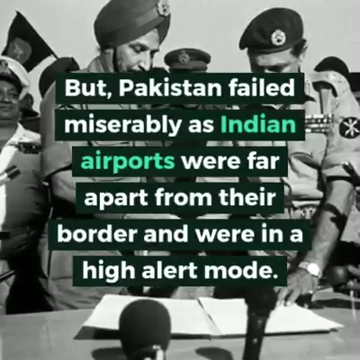 But, Pakistan failed
miserably as Indian
airports were far
apart from their
border and were in a
high alert mode.